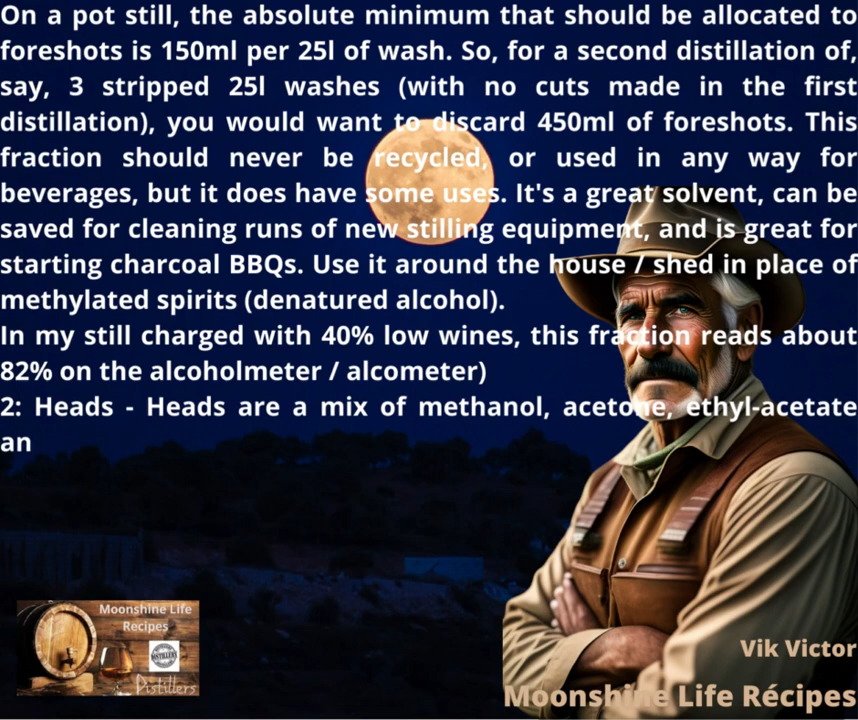 On a pot still, the absolute minimum that should be allocated to
foreshots is 150ml per 25l of wash. So, for a second distillation of,
say, 3 stripped 25l washes (with no cuts made in the first
distillation), you would want to discard 450ml of foreshots. This
fraction should never be recycled, or used in any way for
beverages, but it does have some uses. It's a great solvent, can be
saved for cleaning runs of new stilling equipment, and is great for
starting charcoal BBQs. Use it around the house / shed in place of
methylated spirits (denatured alcohol).
In my still charged with 40% low wines, this fraction reads about
82% on the alcoholmeter / alcometer)
2: Heads - Heads are a mix of methanol, acetone, ethyl-acetate
an
Moonshine Life
Recipes
DISTILLERY
Distillers
Vik Victor
Moonshine Life Récipes